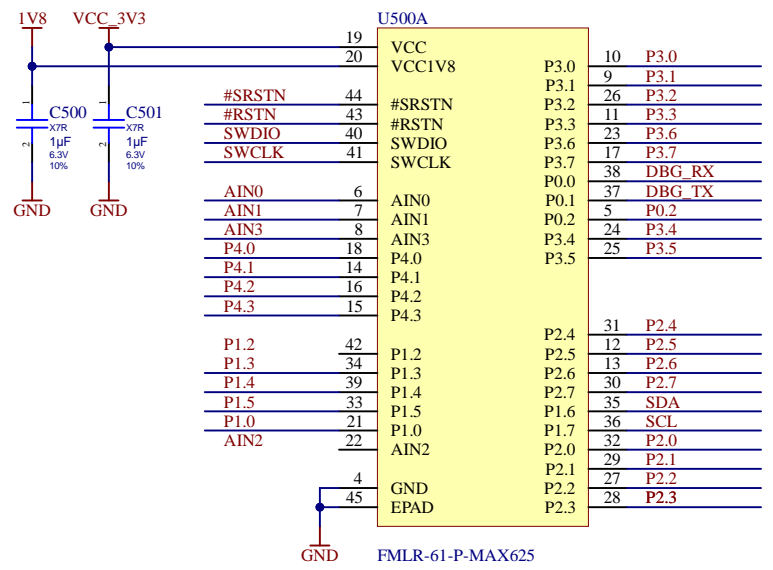 1V8 VCC_3V3 U500A
19 VCC
20 VCC1V8
10 P3.0 P3.0
9 P3.1 P3.1
#SRSTN 44 #SRSTN
26 P3.2 P3.2
#RSTN 43 #RSTN
11 P3.3 P3.3
SWDIO 40 SWDIO
23 P3.6 P3.6
SWCLK 41 SWCLK
17 P3.7 P3.7
38 P0.0 DBG_RX
AIN0 6 AIN0
37 P0.1 DBG_TX
AIN1 7 AIN1
5 P0.2 P0.2
AIN3 8 AIN3
24 P3.4 P3.4
P4.0 18 P4.0
25 P3.5 P3.5
P4.1 14 P4.1
P4.2 16 P4.2
P4.3 15 P4.3
31 P2.4 P2.4
P1.2 42 P1.2
12 P2.5 P2.5
P1.3 34 P1.3
13 P2.6 P2.6
P1.4 39 P1.4
30 P2.7 P2.7
P1.5 33 P1.5
35 P1.6 SDA
P1.0 21 P1.0
36 P1.7 SCL
AIN2 22 AIN2
32 P2.0 P2.0
29 P2.1 P2.1
4 GND
27 P2.2 P2.2
45 EPAD
28 P2.3 P2.3
1 C500
X7R
1µF
6.3V
10%
2
GND
1 C501
X7R
1µF
6.3V
10%
2
GND
GND FMLR-61-P-MAX625